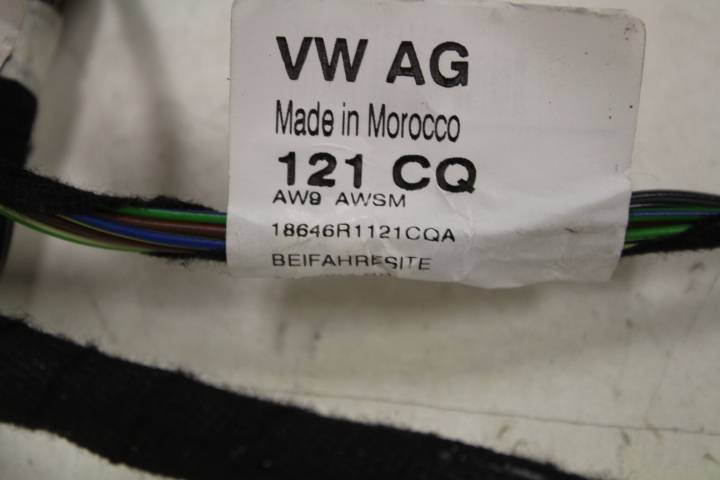 VW AG
Made in Morocco
121 CQ
AW9 AWSM
18646R1121CQA
BEIFAHRESITE